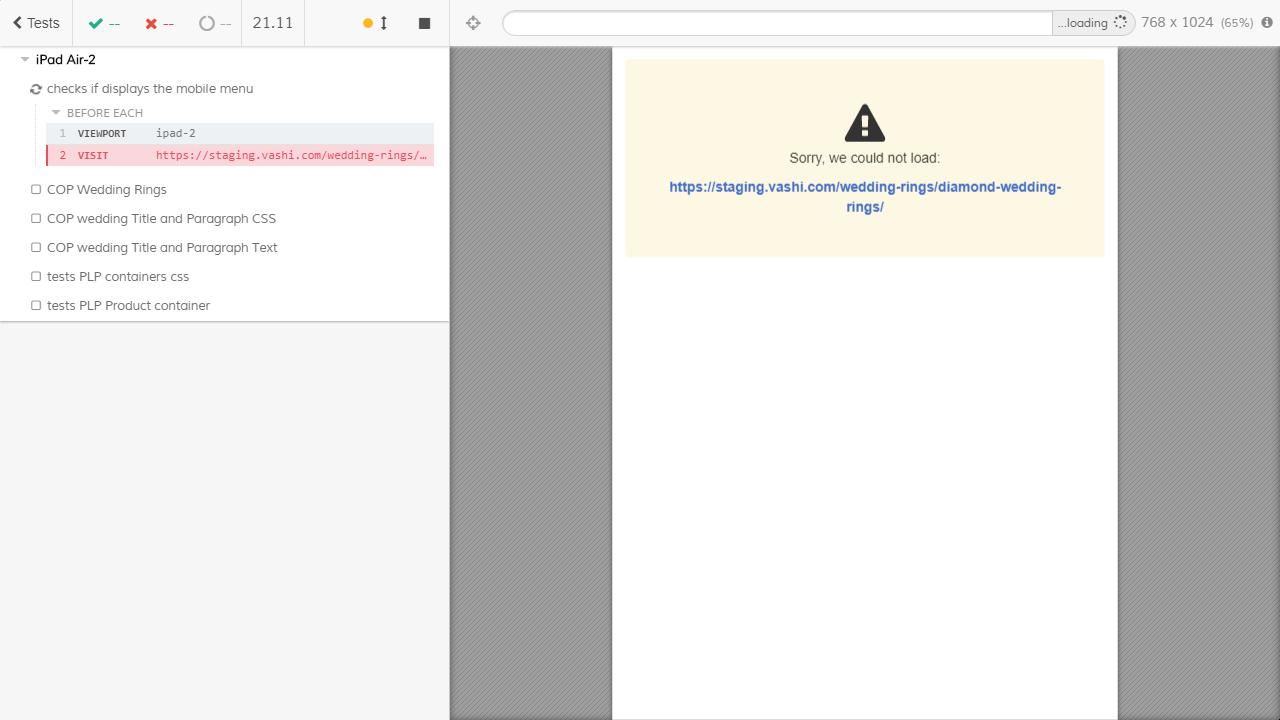 Tests -- -- -- 21.11 ...loading 768 x 1024 (65%)
iPad Air-2
checks if displays the mobile menu
BEFORE EACH
1 VIEWPORT ipad-2
2 VISIT https://staging.vashi.com/wedding-rings/…
COP Wedding Rings
COP wedding Title and Paragraph CSS
COP wedding Title and Paragraph Text
tests PLP containers css
tests PLP Product container
Sorry, we could not load:
https://staging.vashi.com/wedding-rings/diamond-wedding-
rings/